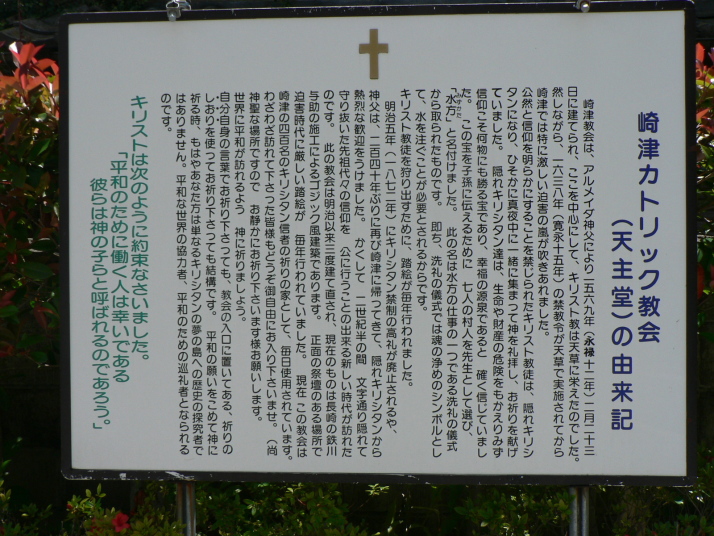 崎津カトリック教会
（天主堂）の由来記
崎津教会は、アルメイダ神父により一五六九年（永禄十二年）二月二十三
日に建てられ、ここを中心にして、キリスト教は天草に栄えたのでした。
然しながら、一六三八年（寛永十五年）の禁教令が天草で実施されてから
崎津では特に激しい迫害の嵐が吹きあれました。
公然と信仰を明らかにすることを禁じられたキリスト教徒は、隠れキリシ
タンになり、ひそかに真夜中に一緒に集まって神を礼拝し、お祈りを献げ
ていました。隠れキリシタン達は、生命や財産の危険をもかえりみず
信仰こそ何物にも勝る宝であり、幸福の源泉であると 確く信じていまし
た。 この宝を子孫に伝えるために 七人の村人を先生として選び、
「水方」と名付けました。 此の名は水方の仕事の一つである洗礼の儀式
から取られたものです。 即ち、洗礼の儀式では魂の浄めのシンボルとし
て、水を注ぐことが必要とされるからです。
キリスト教徒を狩り出すために、踏絵が毎年行われました。
明治五年（一八七二年）にキリシタン禁制の高札が廃止されるや、
神父は、二百四十年ぶりに再び崎津に帰ってきて、隠れキリシタンから
熱烈な歓迎をうけました。 かくして 二世紀半の間 文字通り隠れて
守り抜いた先祖代々の信仰を 公に行うことの出来る新しい時代が訪れた
のです。 此の教会は明治以来三度建て直され、現在のものは長崎の鉄川
与助の施工によるゴシック風建築であります。 正面の祭壇のある場所で
迫害時代に厳しい踏絵が 毎年行われていました。 現在 この教会は
崎津の四百名のキリシタン信者の祈りの家として、毎日使用されています。
わざわざ訪れて下さった皆様もどうぞ御自由にお入り下さいませ。（尚
神聖な場所ですので お静かにお祈り下さいます様お願いします。
世界に平和が訪れるよう 神に祈りましょう。
自分自身の言葉でお祈り下さっても、教会の入口に置いてある、祈りの
しおりを使ってお祈り下さっても結構です。 平和の願いをこめて神に
祈る時、もはやあなた方は単なるキリシタンの夢の島への歴史の探究者で
はありません。平和な世界の協力者、平和のための巡礼者となられる
のです。
キリストは次のように約束なさいました。
「平和のために働く人は幸いである
彼らは神の子らと呼ばれるのであろう。」